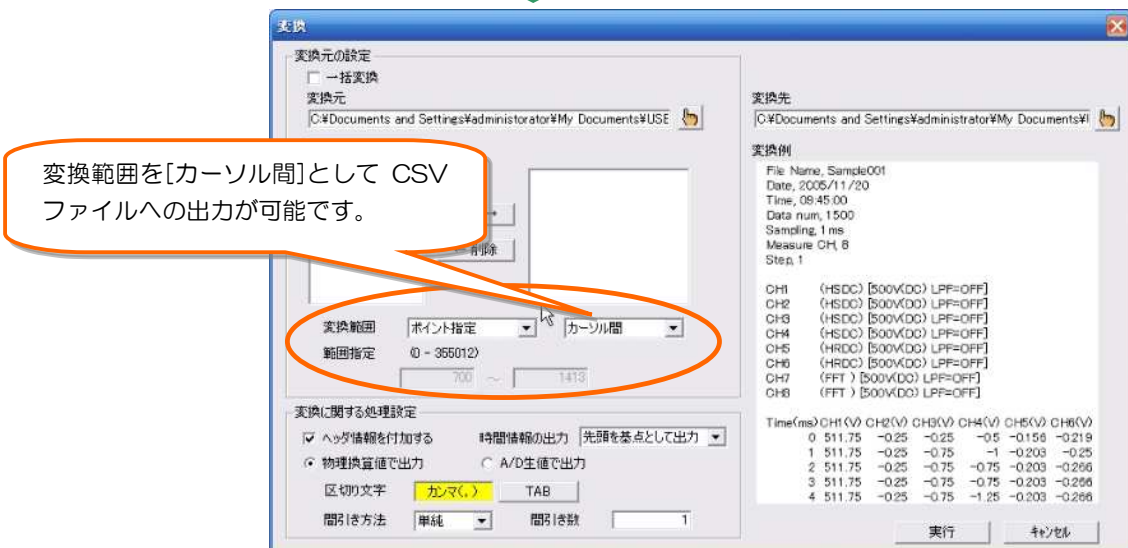 変換
変換元の設定
一括変換
変換元
C:¥Documents and Settings¥administorator¥My Documents¥USE
変換先
C:¥Documents and Settings¥administrator¥My Documents¥
変換範囲を[カーソル間]として CSV
ファイルへの出力が可能です。
削除
変換範囲 ポイント指定 カーソル間
範囲指定 (0 - 355012)
700 ～ 1413
変換に関する処理設定
ヘッダ情報を付加する 時間情報の出力 先頭を基点として出力
物理換算値で出力 A/D生値で出力
区切り文字 カンマ(,) TAB
間引き方法 単純 間引き数 1
変換例
File Name, Sample001
Date, 2005/11/20
Time, 09:45:00
Data num, 1500
Sampling, 1 ms
Measure CH, 8
Step, 1
CH1 (HSDC) [500V(DC) LPF=OFF]
CH2 (HSDC) [500V(DC) LPF=OFF]
CH3 (HSDC) [500V(DC) LPF=OFF]
CH4 (HSDC) [500V(DC) LPF=OFF]
CH5 (HRDC) [500V(DC) LPF=OFF]
CH6 (HRDC) [500V(DC) LPF=OFF]
CH7 (FFT ) [500V(DC) LPF=OFF]
CH8 (FFT ) [500V(DC) LPF=OFF]
Time(ms) CH1(V) CH2(V) CH3(V) CH4(V) CH5(V) CH6(V)
0 511.75 -0.25 -0.25 -0.5 -0.156 -0.219
1 511.75 -0.25 -0.75 -1 -0.203 -0.25
2 511.75 -0.25 -0.75 -0.75 -0.203 -0.266
3 511.75 -0.25 -0.75 -0.75 -0.203 -0.266
4 511.75 -0.25 -0.75 -1.25 -0.203 -0.266
実行 キャンセル